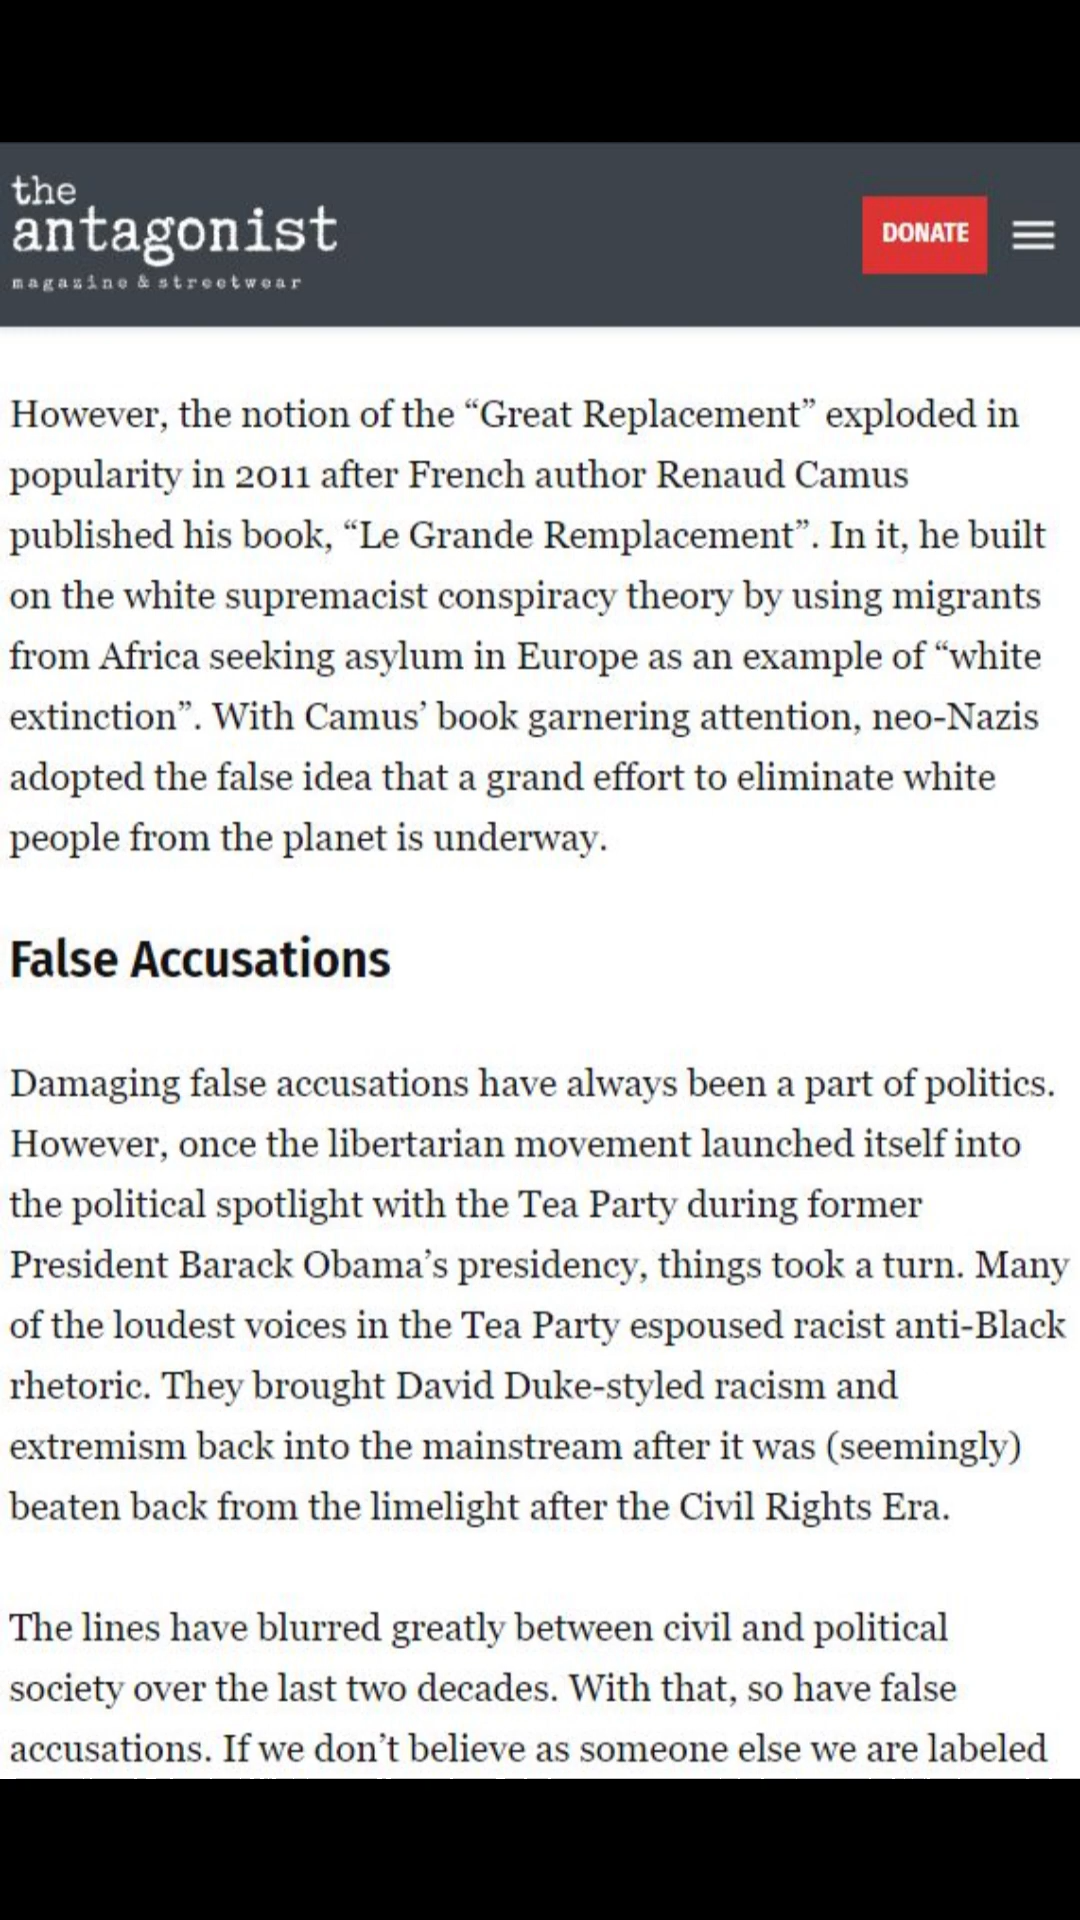 the
antagonist
magazine & streetwear
DONATE
However, the notion of the “Great Replacement” exploded in
popularity in 2011 after French author Renaud Camus
published his book, “Le Grande Remplacement”. In it, he built
on the white supremacist conspiracy theory by using migrants
from Africa seeking asylum in Europe as an example of “white
extinction”. With Camus’ book garnering attention, neo-Nazis
adopted the false idea that a grand effort to eliminate white
people from the planet is underway.
False Accusations
Damaging false accusations have always been a part of politics.
However, once the libertarian movement launched itself into
the political spotlight with the Tea Party during former
President Barack Obama’s presidency, things took a turn. Many
of the loudest voices in the Tea Party espoused racist anti-Black
rhetoric. They brought David Duke-styled racism and
extremism back into the mainstream after it was (seemingly)
beaten back from the limelight after the Civil Rights Era.
The lines have blurred greatly between civil and political
society over the last two decades. With that, so have false
accusations. If we don’t believe as someone else we are labeled